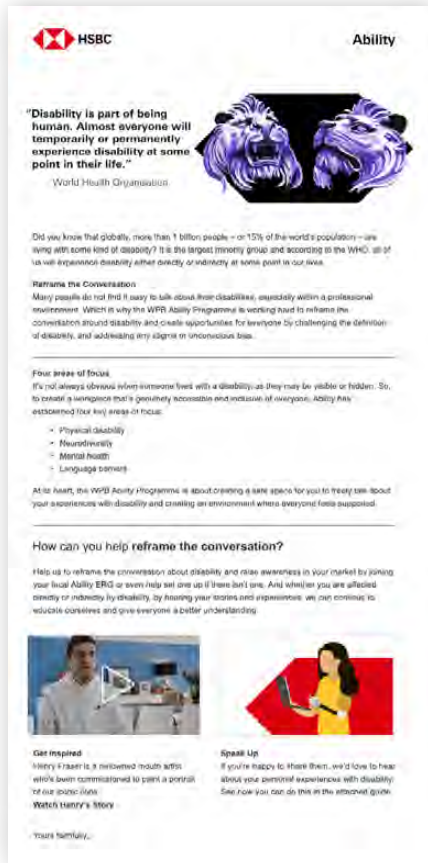 HSBC
Ability
“Disability is part of being
human. Almost everyone will
temporarily or permanently
experience disability at some
point in their life.”
World Health Organisation
Did you know that globally, more than 1 billion people – or 15% of the world's population – are
living with some kind of disability? It is the largest minority group and according to the WHO, all of
us will experience disability either directly or indirectly at some point in our lives.
Reframe the Conversation
Many people do not find it easy to talk about their disabilities, especially within a professional
environment. Which is why the WPB Ability Programme is working hard to reframe the
conversation around disability and create opportunities for everyone by challenging the definition
of disability, and addressing any stigma or unconscious bias.
Four areas of focus
It's not always obvious when someone lives with a disability, as they may be visible or hidden. So,
to create a workplace that's genuinely accessible and inclusive of everyone, Ability has
established four key areas of focus:
• Physical disability
• Neurodiversity
• Mental health
• Language barriers
At its heart, the WPB Ability Programme is about creating a safe space for you to freely talk about
your experiences with disability and creating an environment where everyone feels supported.
How can you help reframe the conversation?
Help us to reframe the conversation about disability and raise awareness in your market by joining
your local Ability ERG or even help set one up if there isn't one. And whether you are affected
directly or indirectly by disability, by hearing your stories and experiences, we can continue to
educate ourselves and give everyone a better understanding.
Get Inspired
Henry Fraser is a renowned mouth artist
who's been commissioned to paint a portrait
of our iconic lions.
Watch Henry's Story
Speak Up
If you're happy to share them, we'd love to hear
about your personal experiences with disability.
See how you can do this in the attached guide.
Yours faithfully,